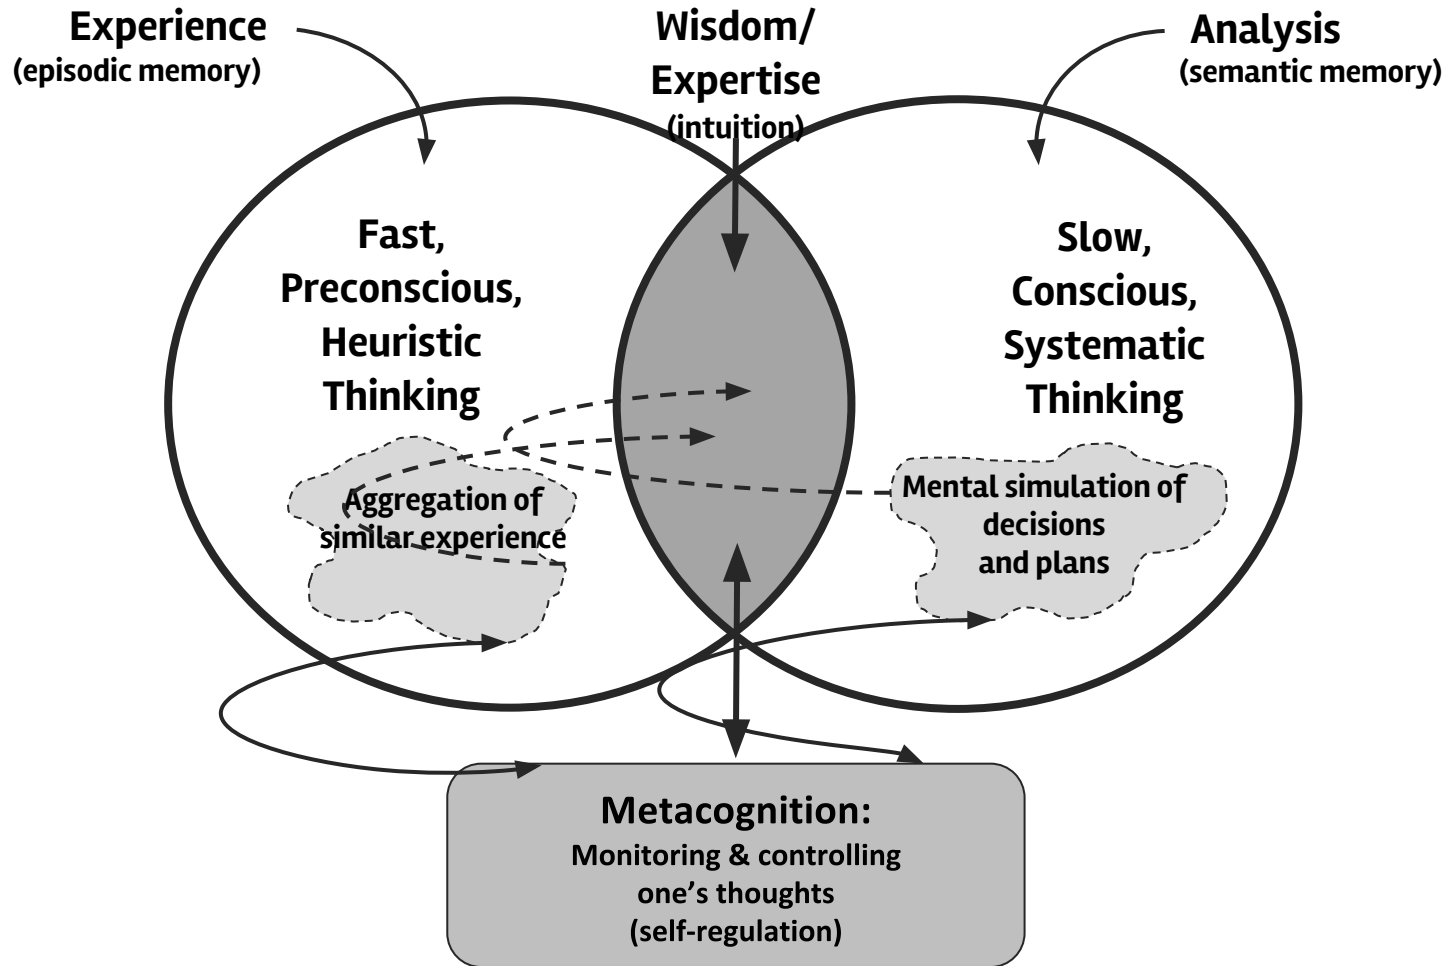 Experience
(episodic memory)
Wisdom/
Expertise
(intuition)
Analysis
(semantic memory)
Fast,
Preconscious,
Heuristic
Thinking
Slow,
Conscious,
Systematic
Thinking
Aggregation of
similar experience
Mental simulation of
decisions
and plans
Metacognition:
Monitoring & controlling
one’s thoughts
(self-regulation)